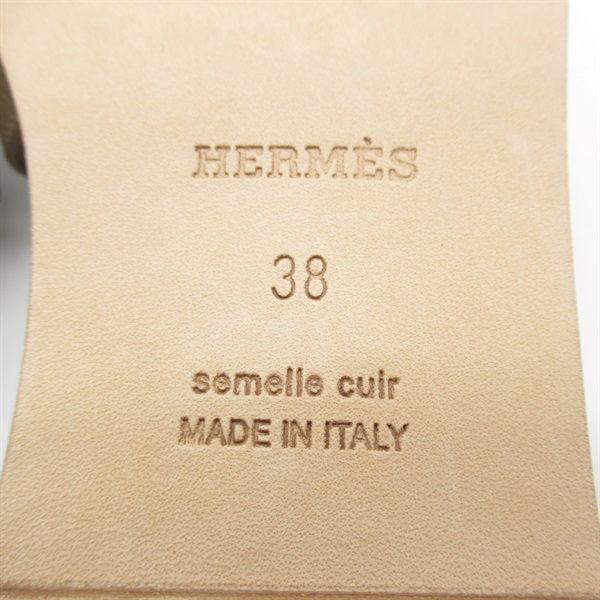 HERMÈS
38
semelle cuir
MADE IN ITALY